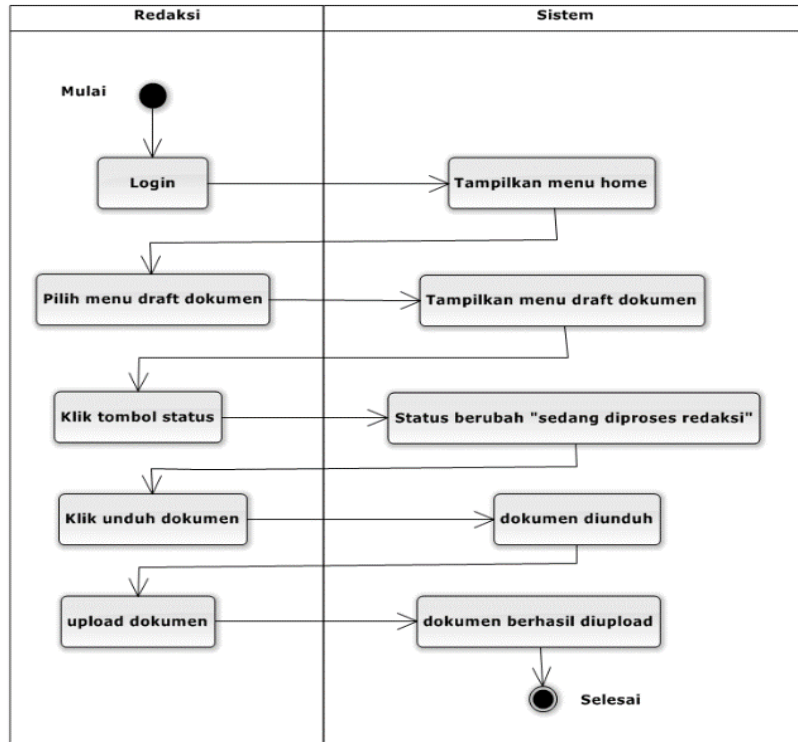 Redaksi
Sistem
Mulai
Login
Tampilkan menu home
Pilih menu draft dokumen
Tampilkan menu draft dokumen
Klik tombol status
Status berubah "sedang diproses redaksi"
Klik unduh dokumen
dokumen diunduh
upload dokumen
dokumen berhasil diupload
Selesai